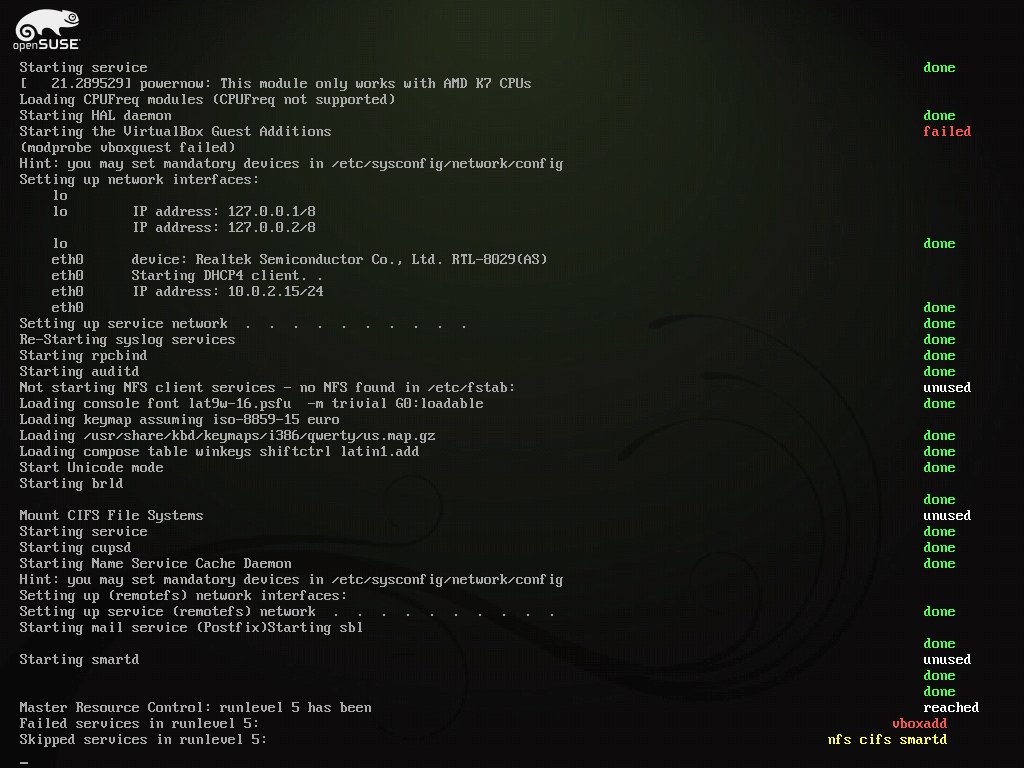 openSUSE
Starting service done
[   21.289529] powernow: This module only works with AMD K7 CPUs
Loading CPUFreq modules (CPUFreq not supported)
Starting HAL daemon done
Starting the VirtualBox Guest Additions failed
(modprobe vboxguest failed)
Hint: you may set mandatory devices in /etc/sysconfig/network/config
Setting up network interfaces:
lo
lo IP address: 127.0.0.1/8
IP address: 127.0.0.2/8
lo done
eth0 device: Realtek Semiconductor Co., Ltd. RTL-8029(AS)
eth0 Starting DHCP4 client. .
eth0 IP address: 10.0.2.15/24
eth0 done
Setting up service network . . . . . . . . . . done
Re-Starting syslog services done
Starting rpcbind done
Starting auditd done
Not starting NFS client services - no NFS found in /etc/fstab: unused
Loading console font lat9w-16.psfu  -m trivial G0:loadable done
Loading keymap assuming iso-8859-15 euro
Loading /usr/share/kbd/keymaps/i386/qwerty/us.map.gz done
Loading compose table winkeys shiftctrl latin1.add done
Start Unicode mode done
Starting brld
done
Mount CIFS File Systems unused
Starting service done
Starting cupsd done
Starting Name Service Cache Daemon done
Hint: you may set mandatory devices in /etc/sysconfig/network/config
Setting up (remotefs) network interfaces:
Setting up service (remotefs) network . . . . . . . . . . done
Starting mail service (Postfix)Starting sbl
done
Starting smartd unused
done
done
Master Resource Control: runlevel 5 has been reached
Failed services in runlevel 5: vboxadd
Skipped services in runlevel 5: nfs cifs smartd
_